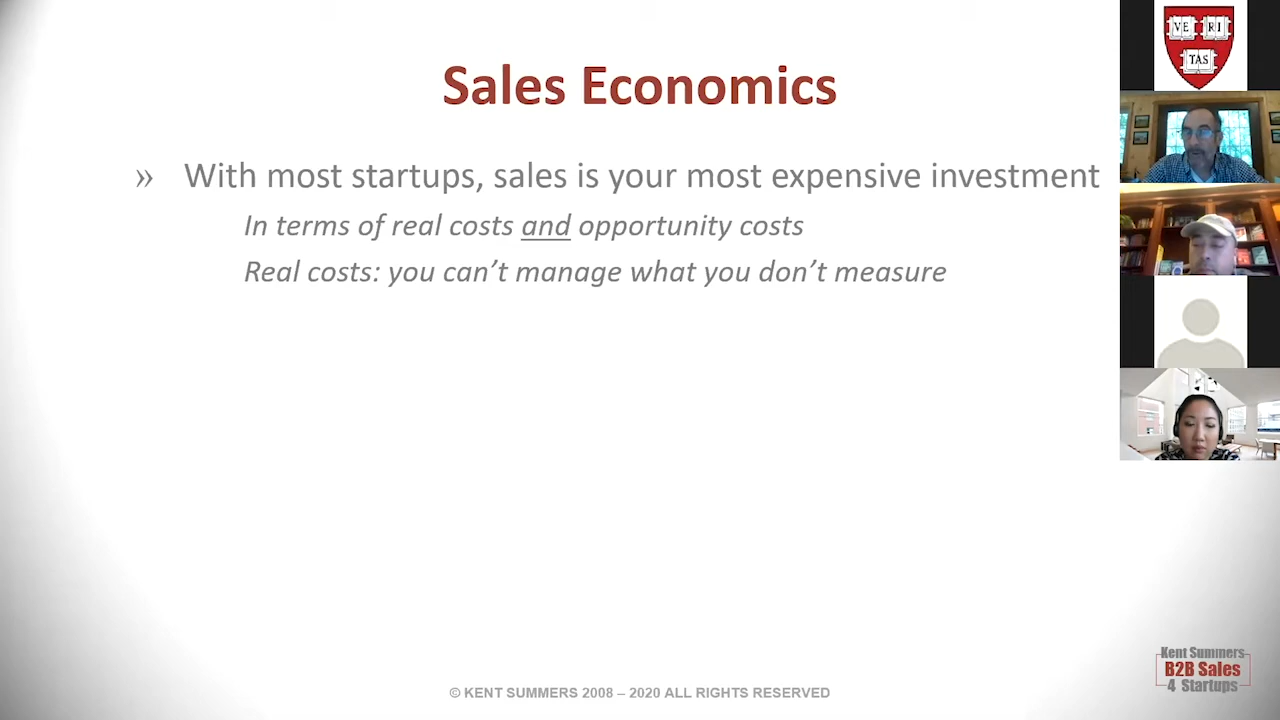 Sales Economics
» With most startups, sales is your most expensive investment
In terms of real costs and opportunity costs
Real costs: you can’t manage what you don’t measure
VE RI
TAS
Kent Summers
B2B Sales
4 Startups
© KENT SUMMERS 2008 – 2020 ALL RIGHTS RESERVED